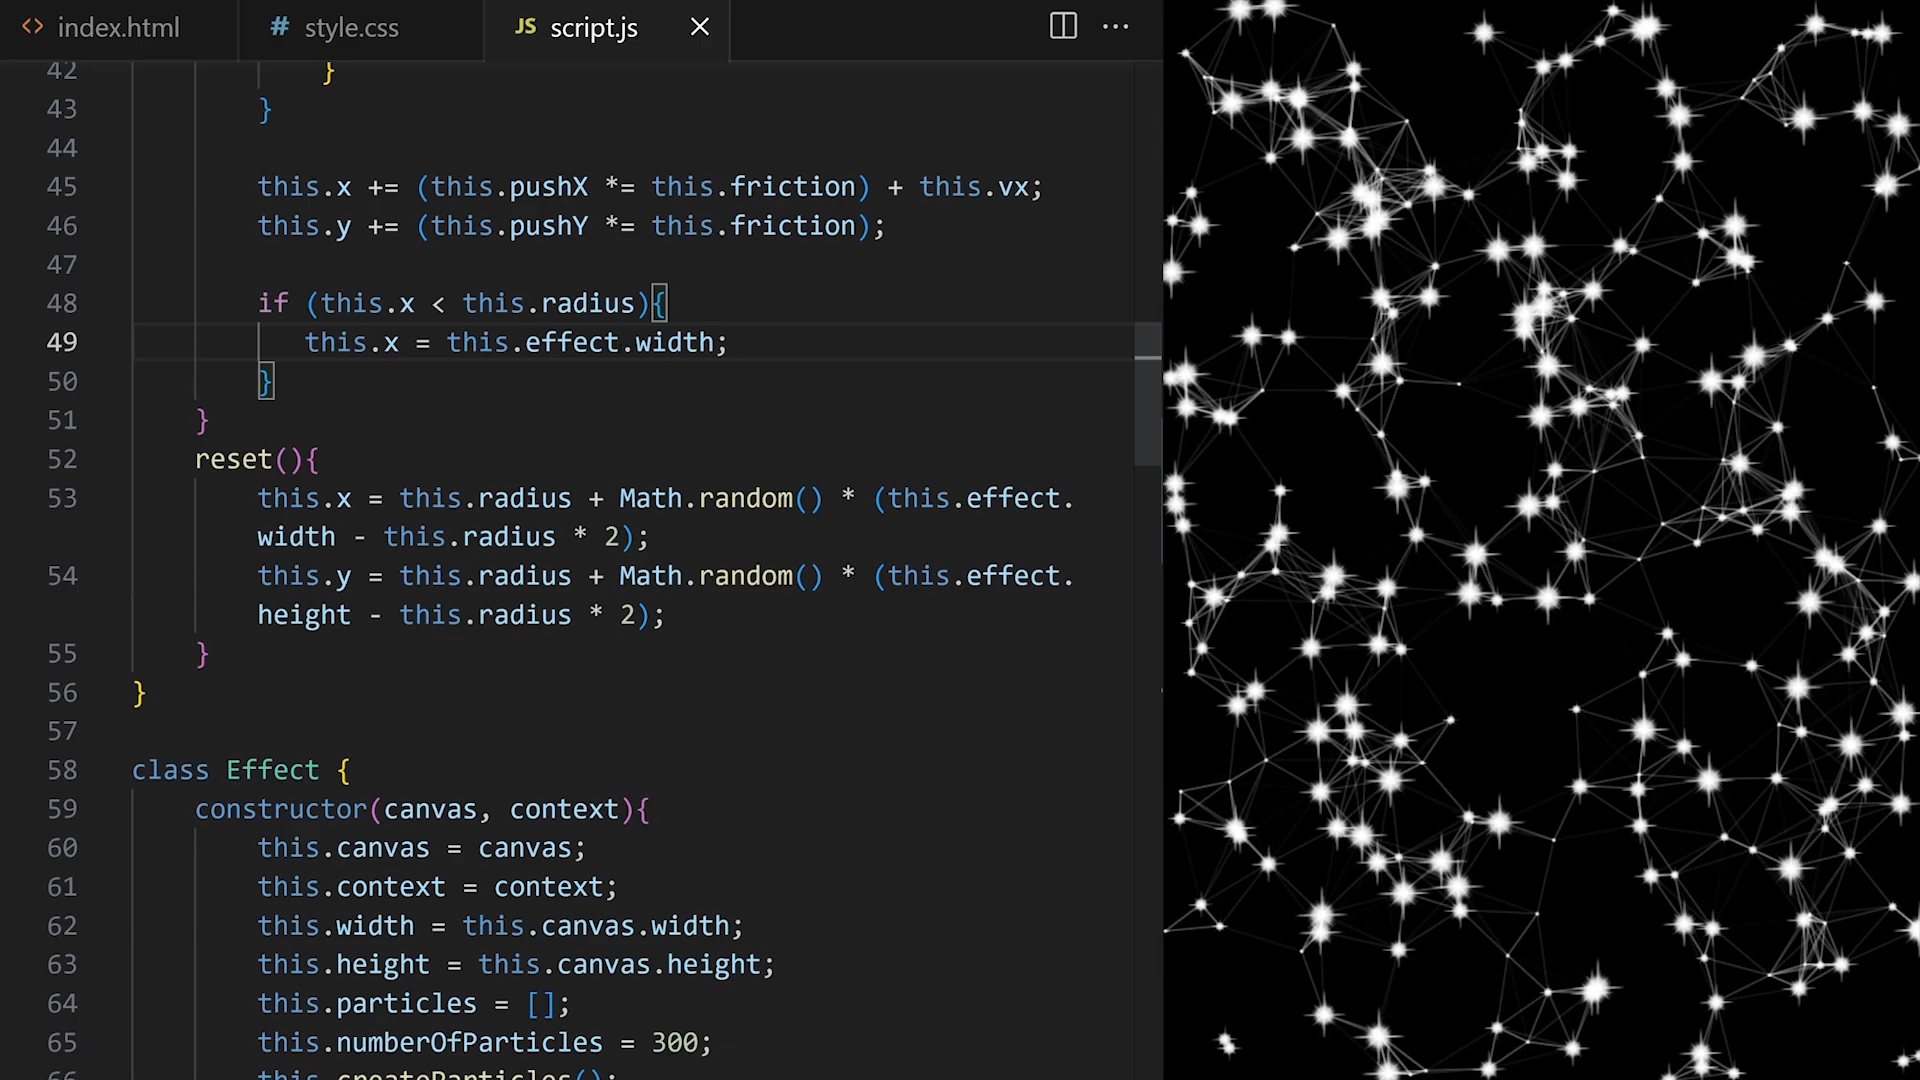 <> index.html # style.css JS script.js × ···
42 }
43 }
44
45 this.x += (this.pushX *= this.friction) + this.vx;
46 this.y += (this.pushY *= this.friction);
47
48 if (this.x < this.radius){
49 this.x = this.effect.width;
50 }
51 }
52 reset(){
53 this.x = this.radius + Math.random() * (this.effect.
width - this.radius * 2);
54 this.y = this.radius + Math.random() * (this.effect.
height - this.radius * 2);
55 }
56 }
57
58 class Effect {
59 constructor(canvas, context){
60 this.canvas = canvas;
61 this.context = context;
62 this.width = this.canvas.width;
63 this.height = this.canvas.height;
64 this.particles = [];
65 this.numberOfParticles = 300;
66 this.createParticles();